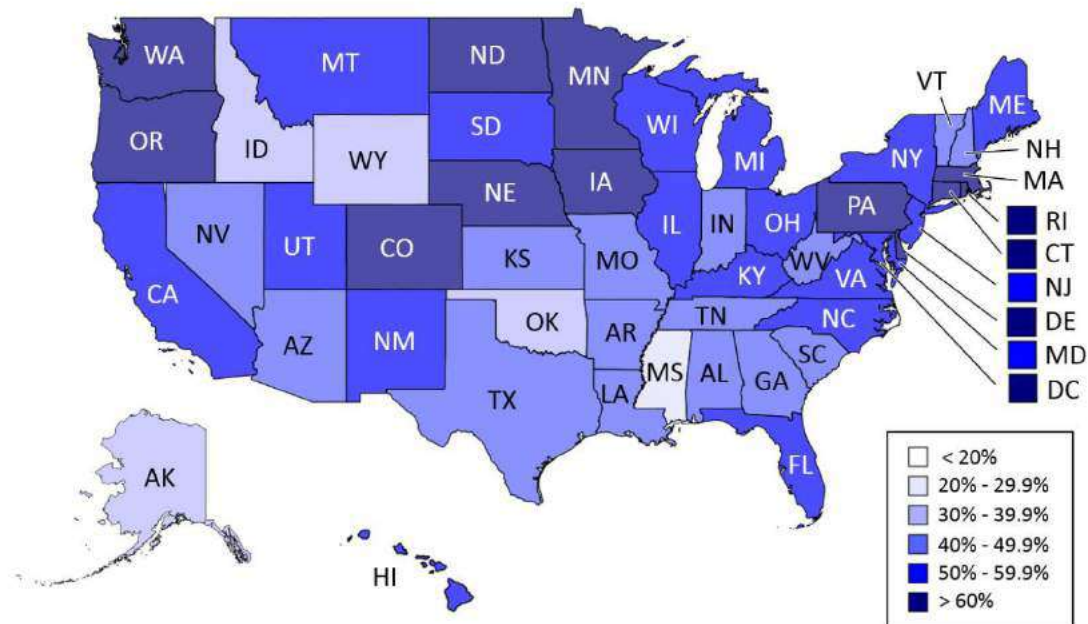 WA
MT
ND
MN
VT
ME
OR
ID
SD
WI
MI
NY
NH
WY
MA
NE
IA
PA
RI
NV
UT
CO
IL
IN
OH
CT
KS
MO
WV
VA
NJ
CA
KY
DE
AZ
NM
OK
AR
TN
NC
MD
SC
MS
AL
GA
DC
TX
LA
AK
FL
HI
< 20%
20% - 29.9%
30% - 39.9%
40% - 49.9%
50% - 59.9%
> 60%